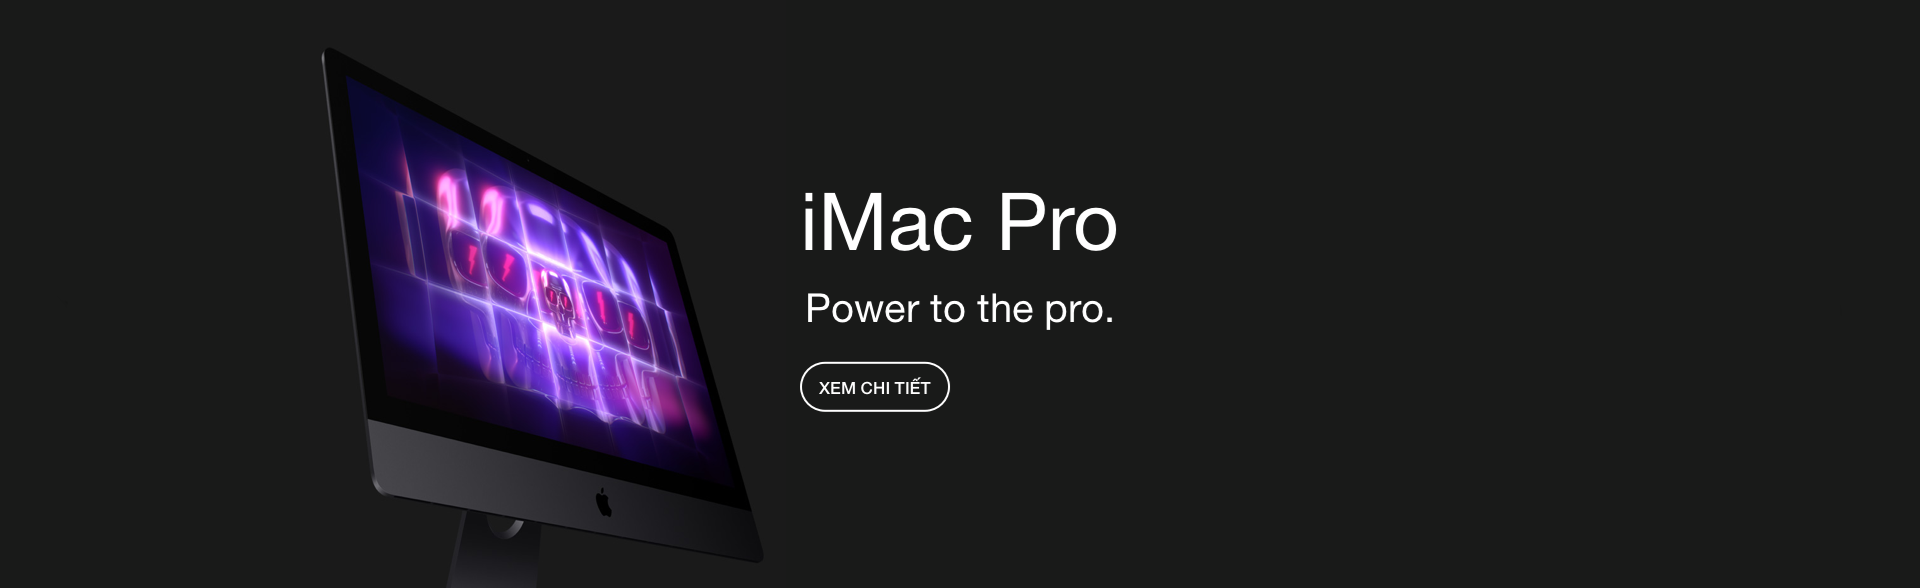 iMac Pro
Power to the pro.
XEM CHI TIẾT